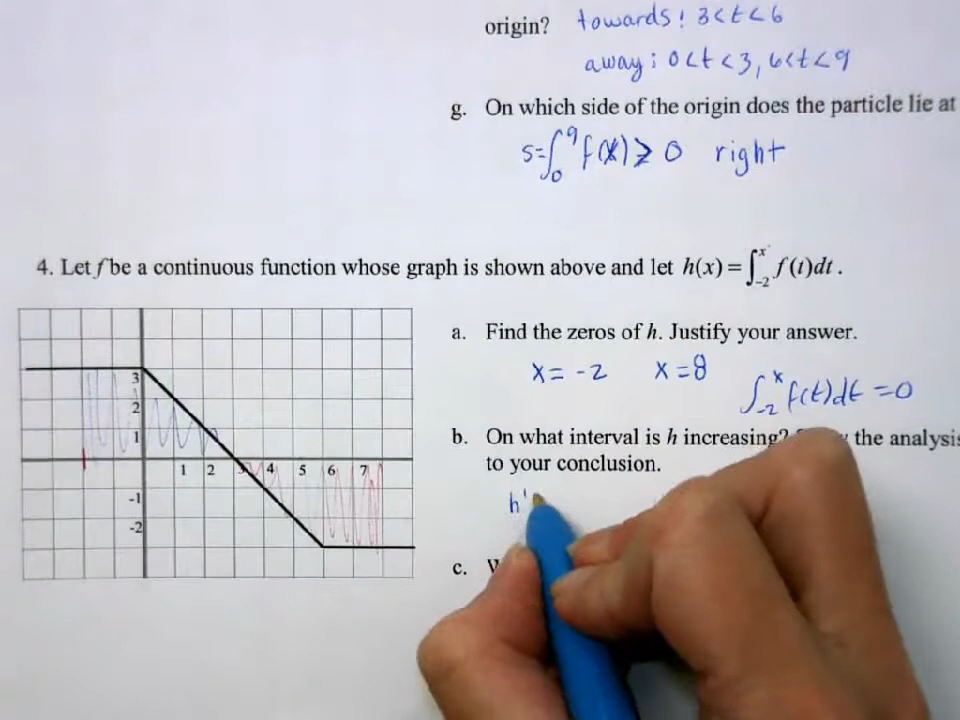 origin? towards! 3<t<6
away: 0<t<3, 6<t<9
g. On which side of the origin does the particle lie at
s=∫₀⁹ f(x) ≥ 0 right
4. Let f be a continuous function whose graph is shown above and let h(x) = ∫₋₂ˣ f(t)dt.
a. Find the zeros of h. Justify your answer.
x = -2 x = 8
∫₋₂ˣ f(t)dt = 0
b. On what interval is h increasing? the analysis
to your conclusion.
h'
c.
3
2
1
1 2 3 4 5 6 7
-1
-2